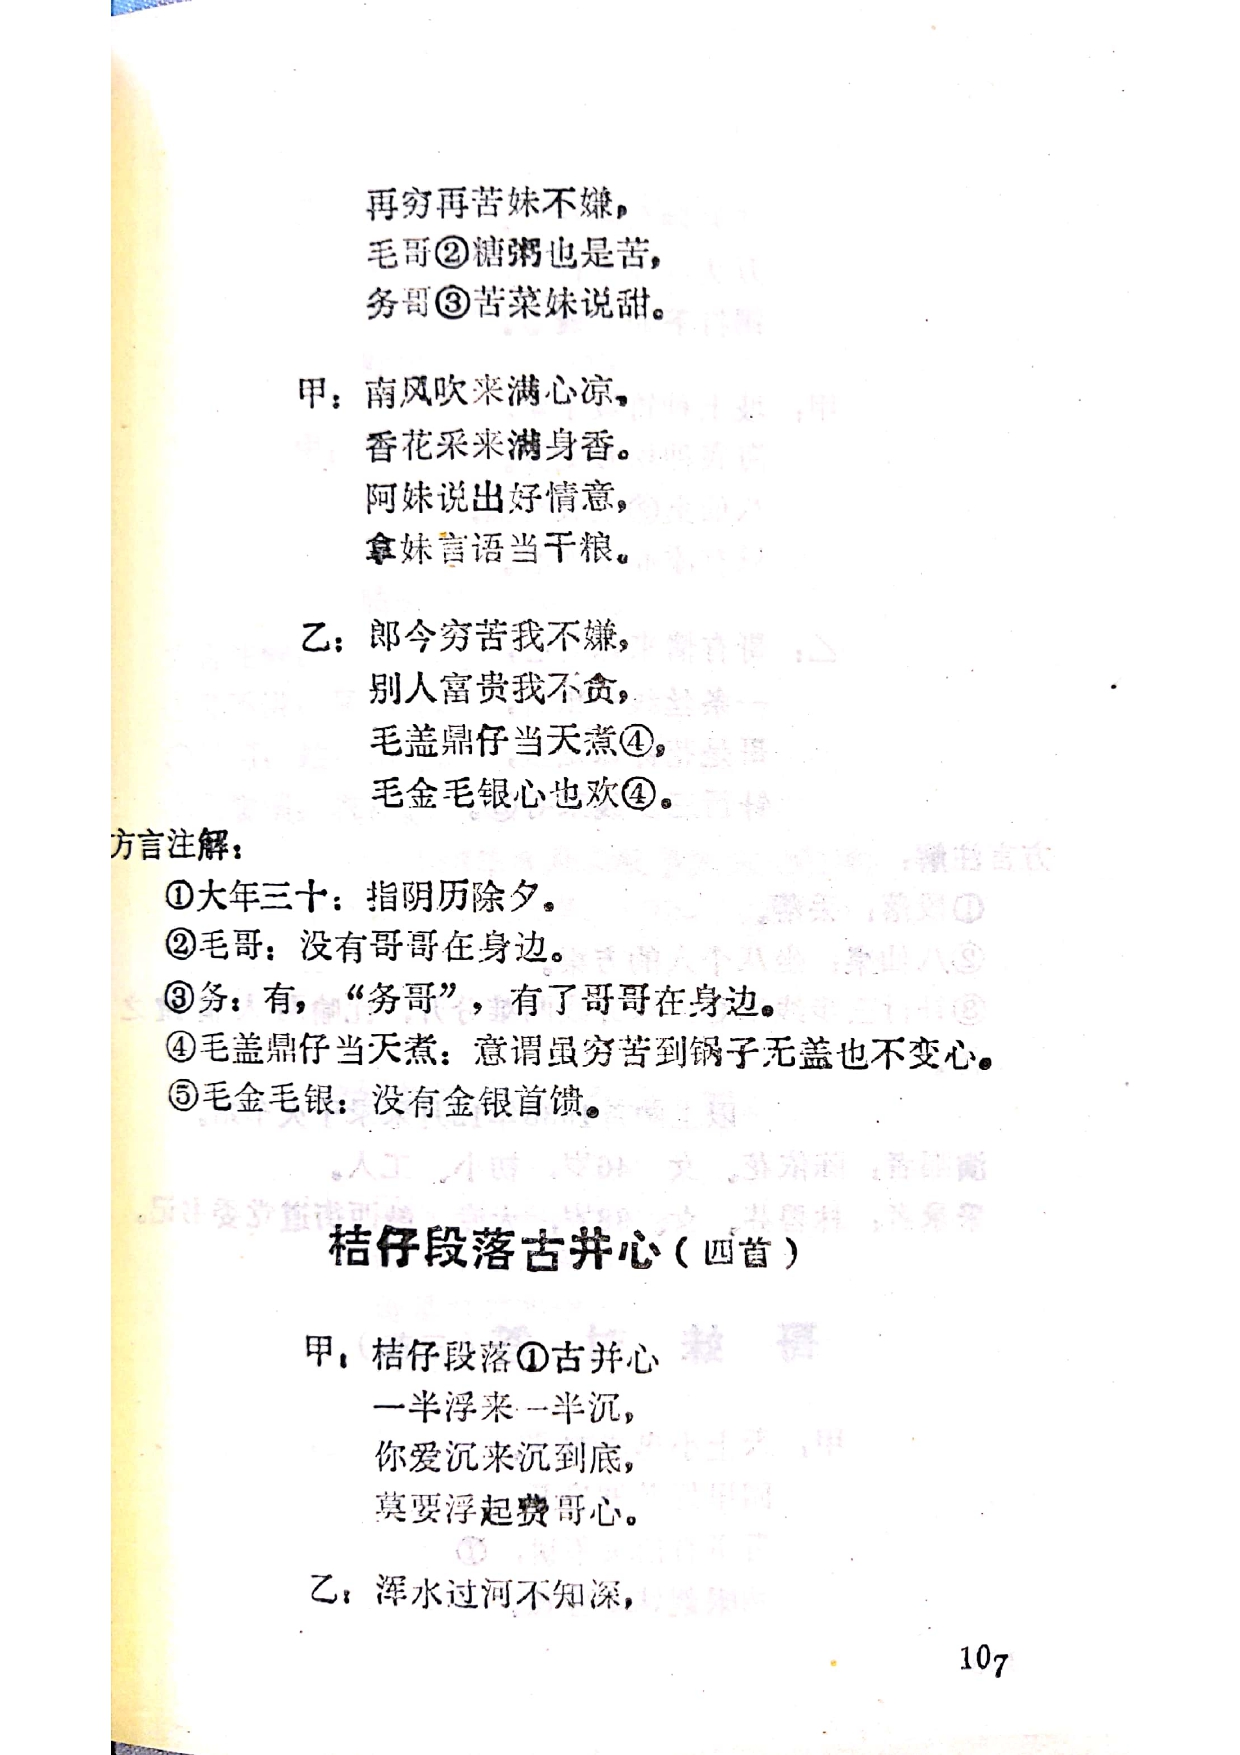 再穷再苦妹不嫌，
毛哥②糖粥也是苦，
务哥③苦菜妹说甜。
甲：南风吹来满心凉，
香花采来满身香。
阿妹说出好情意，
拿妹言语当干粮。
乙：郎今穷苦我不嫌，
别人富贵我不贪，
毛盖鼎仔当天煮④，
毛金毛银心也欢④。
方言注解：
①大年三十：指阴历除夕。
②毛哥：没有哥哥在身边。
③务：有，“务哥”，有了哥哥在身边。
④毛盖鼎仔当天煮：意谓虽穷苦到锅子无盖也不变心。
⑤毛金毛银：没有金银首馈。
桔仔段落古井心（四首）
甲：桔仔段落①古井心
一半浮来一半沉，
你爱沉来沉到底，
莫要浮起费哥心。
乙：浑水过河不知深，
107